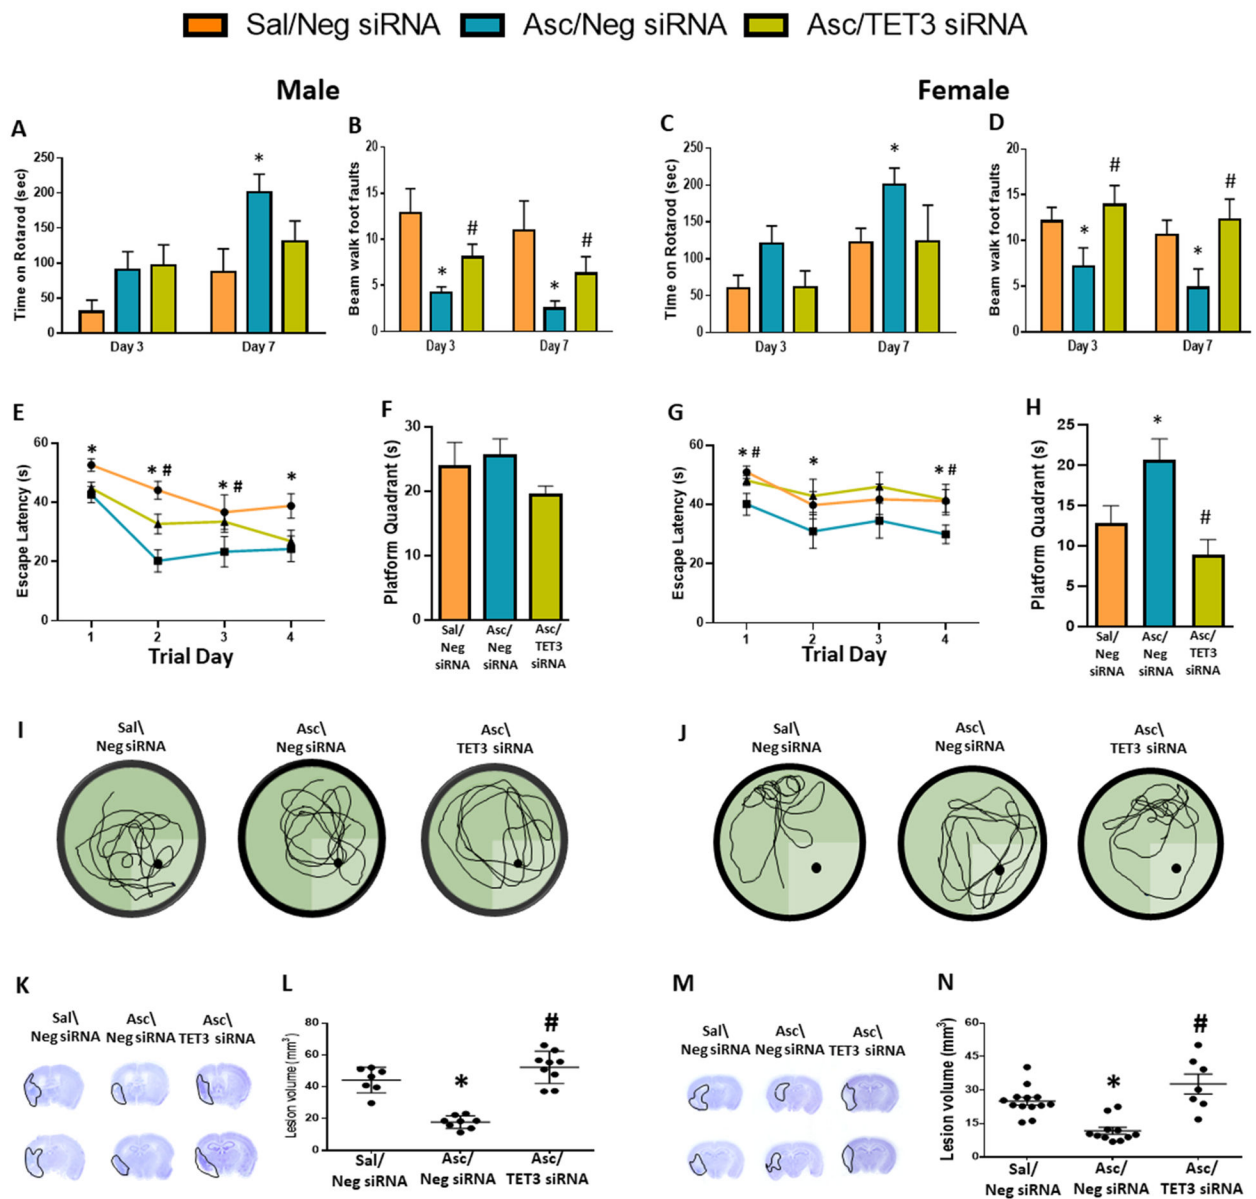 Sal/Neg siRNA Asc/Neg siRNA Asc/TET3 siRNA
Male
Female
A
Time on Rotarod (sec)
250
200
150
100
50
0
Day 3 Day 7
*
B
Beam walk foot faults
20
15
10
5
0
Day 3 Day 7
* # * #
C
Time on Rotarod (sec)
250
200
150
100
50
0
Day 3 Day 7
*
D
Beam walk foot faults
20
15
10
5
0
Day 3 Day 7
* # * #
E
Escape Latency (s)
60
40
20
0
1 2 3 4
Trial Day
* * # * # *
F
Platform Quadrant (s)
30
20
10
0
Sal/ Asc/ Asc/
Neg Neg TET3
siRNA siRNA siRNA
G
Escape Latency (s)
60
40
20
0
1 2 3 4
Trial Day
* # * * #
H
Platform Quadrant (s)
25
20
15
10
5
0
Sal/ Asc/ Asc/
Neg Neg TET3
siRNA siRNA siRNA
* #
I
Sal\ Asc\ Asc\
Neg siRNA Neg siRNA TET3 siRNA
J
Sal\ Asc\ Asc\
Neg siRNA Neg siRNA TET3 siRNA
K
Sal\ Asc\ Asc\
Neg siRNA Neg siRNA TET3 siRNA
L
Lesion volume (mm³)
80
60
40
20
0
Sal/ Asc/ Asc/
Neg siRNA Neg siRNA TET3 siRNA
* #
M
Sal\ Asc\ Asc\
Neg siRNA Neg siRNA TET3 siRNA
N
Lesion volume (mm³)
60
45
30
15
0
Sal/ Asc/ Asc/
Neg siRNA Neg siRNA TET3 siRNA
* #